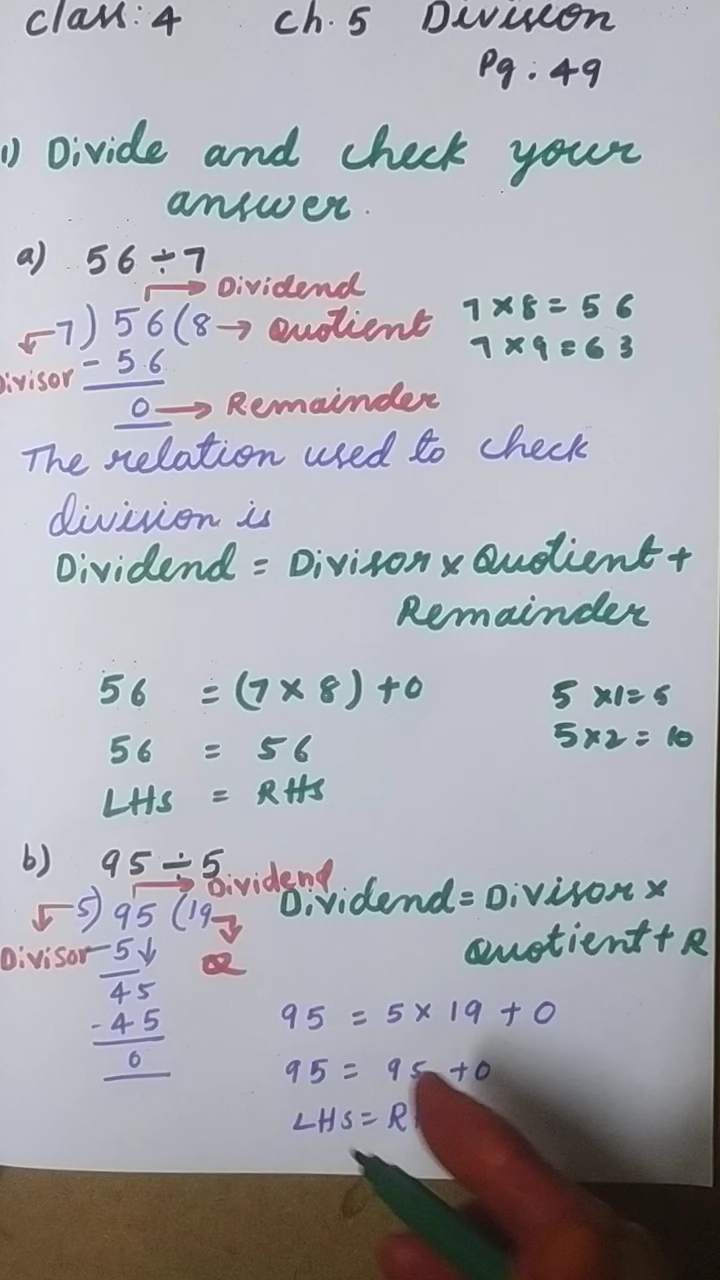 Class: 4 Ch. 5 Division
Pg. 49
1) Divide and check your
answer.
a) 56 ÷ 7
Dividend
7 ) 56 ( 8 → Quotient
Divisor - 56
0 → Remainder
7 × 8 = 56
7 × 9 = 63
The relation used to check
division is
Dividend = Divisor × Quotient +
Remainder
56 = (7 × 8) + 0
56 = 56
LHS = RHS
5 × 1 = 5
5 × 2 = 10
b) 95 ÷ 5
Dividend
5) 95 (19
Divisor - 5 ↓ Q
45
- 45
0
Dividend = Divisor ×
Quotient + R
95 = 5 × 19 + 0
95 = 95 + 0
LHS = R